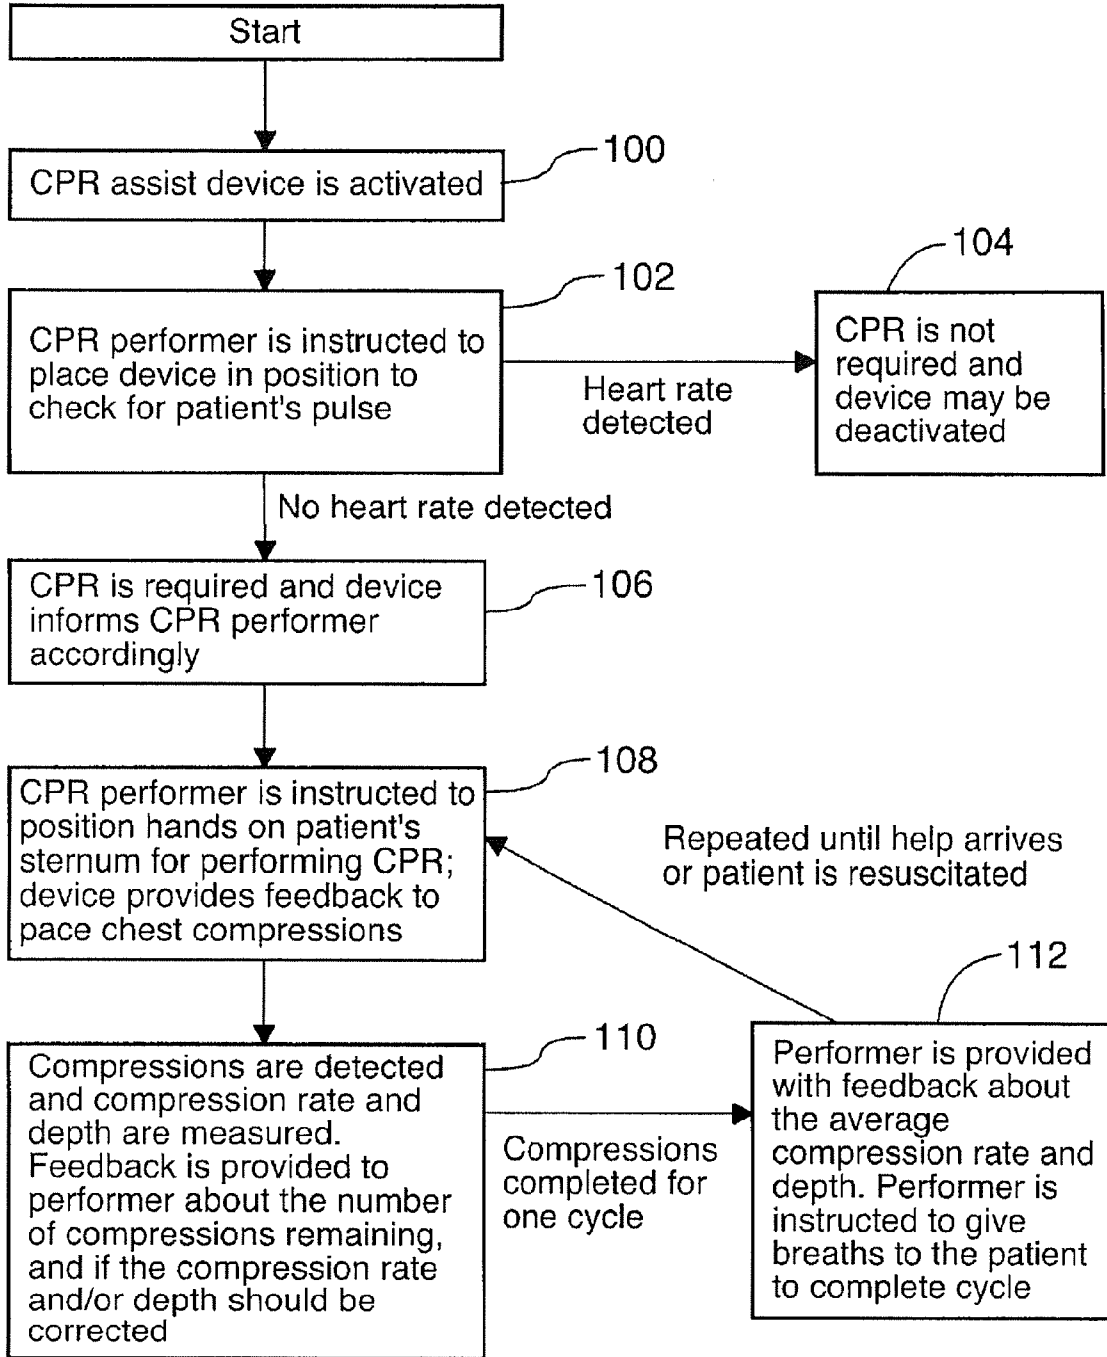 Start
100
CPR assist device is activated
102
CPR performer is instructed to
place device in position to
check for patient's pulse
Heart rate
detected
104
CPR is not
required and
device may be
deactivated
No heart rate detected
106
CPR is required and device
informs CPR performer
accordingly
108
CPR performer is instructed to
position hands on patient's
sternum for performing CPR;
device provides feedback to
pace chest compressions
Repeated until help arrives
or patient is resuscitated
110
Compressions are detected
and compression rate and
depth are measured.
Feedback is provided to
performer about the number
of compressions remaining,
and if the compression rate
and/or depth should be
corrected
Compressions
completed for
one cycle
112
Performer is provided
with feedback about
the average
compression rate and
depth. Performer is
instructed to give
breaths to the patient
to complete cycle